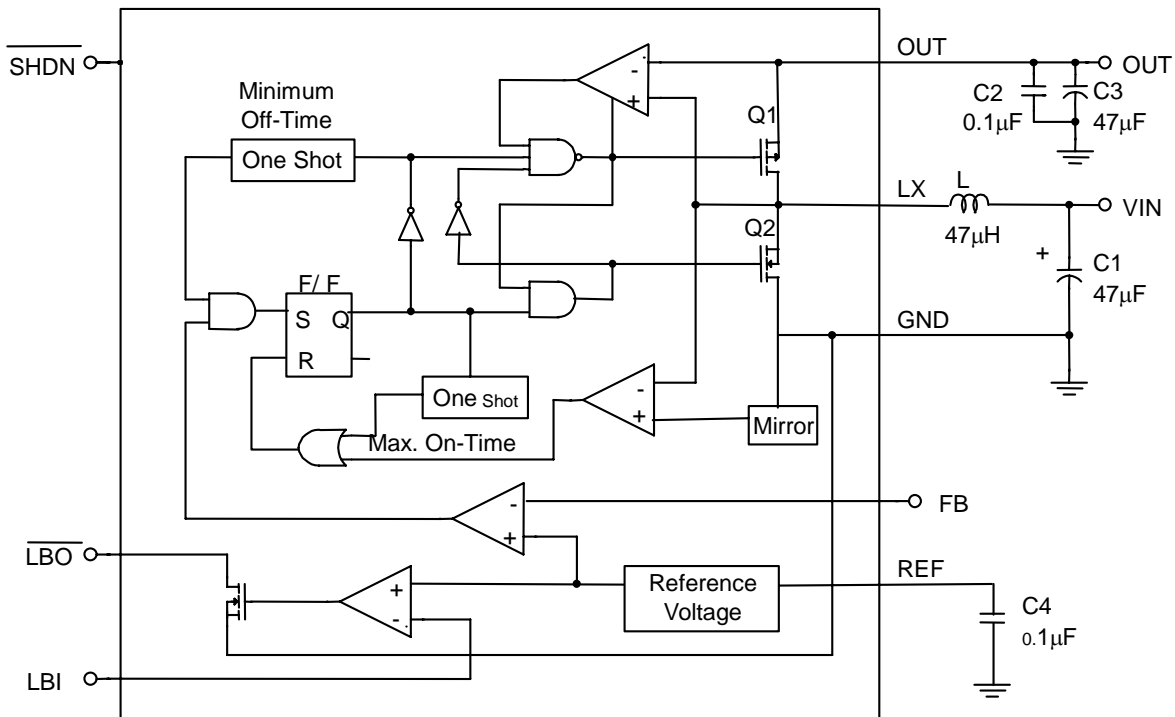 SHDN
OUT
OUT
Minimum
Off-Time
One Shot
-
+
Q1
C2
0.1µF
C3
47µF
LX
L
47µH
VIN
Q2
+
C1
47µF
F/ F
S
Q
R
GND
One Shot
Max. On-Time
-
+
Mirror
-
+
FB
LBO
+
-
Reference
Voltage
REF
C4
0.1µF
LBI